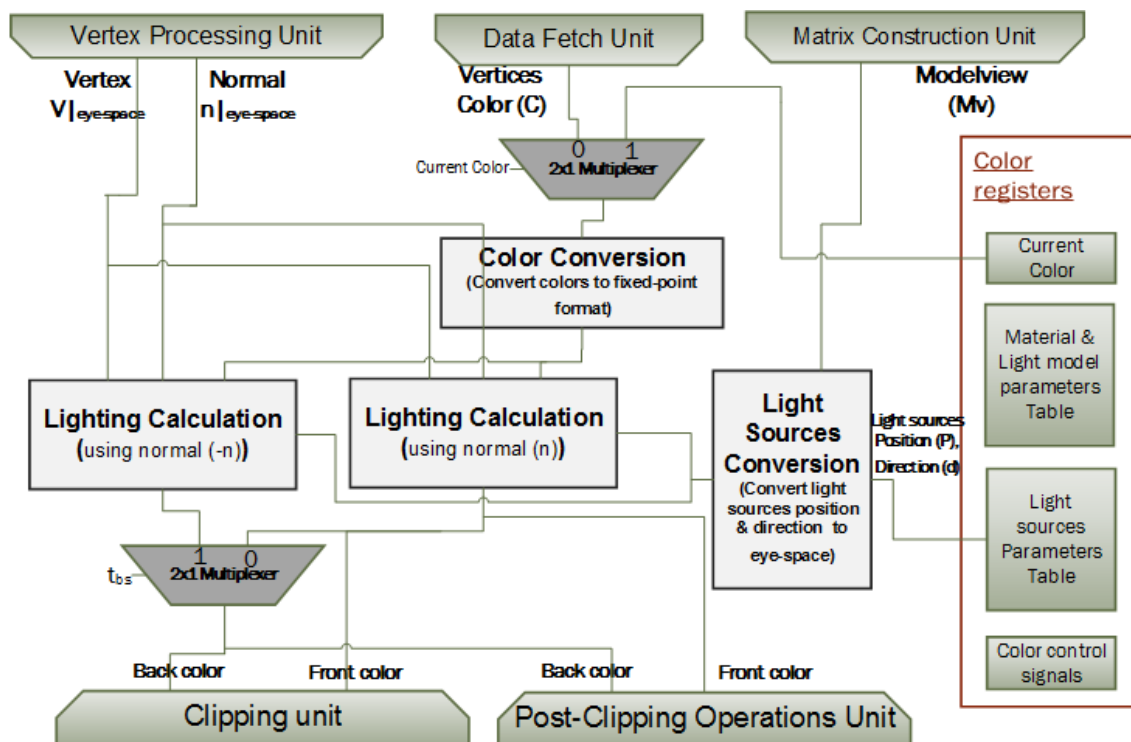 Vertex Processing Unit
Data Fetch Unit
Matrix Construction Unit
Vertex
V|eye-space
Normal
n|eye-space
Vertices
Color (C)
Modelview
(Mv)
0
1
2x1 Multiplexer
Current Color
Color
registers
Current
Color
Material &
Light model
parameters
Table
Light
sources
Parameters
Table
Color control
signals
Color Conversion
(Convert colors to fixed-point
format)
Lighting Calculation
(using normal (-n))
Lighting Calculation
(using normal (n))
Light
Sources
Conversion
(Convert light
sources position
& direction to
eye-space)
Light sources
Position (P),
Direction (d)
1
0
2x1 Multiplexer
tbs
Back color
Front color
Back color
Front color
Clipping unit
Post-Clipping Operations Unit